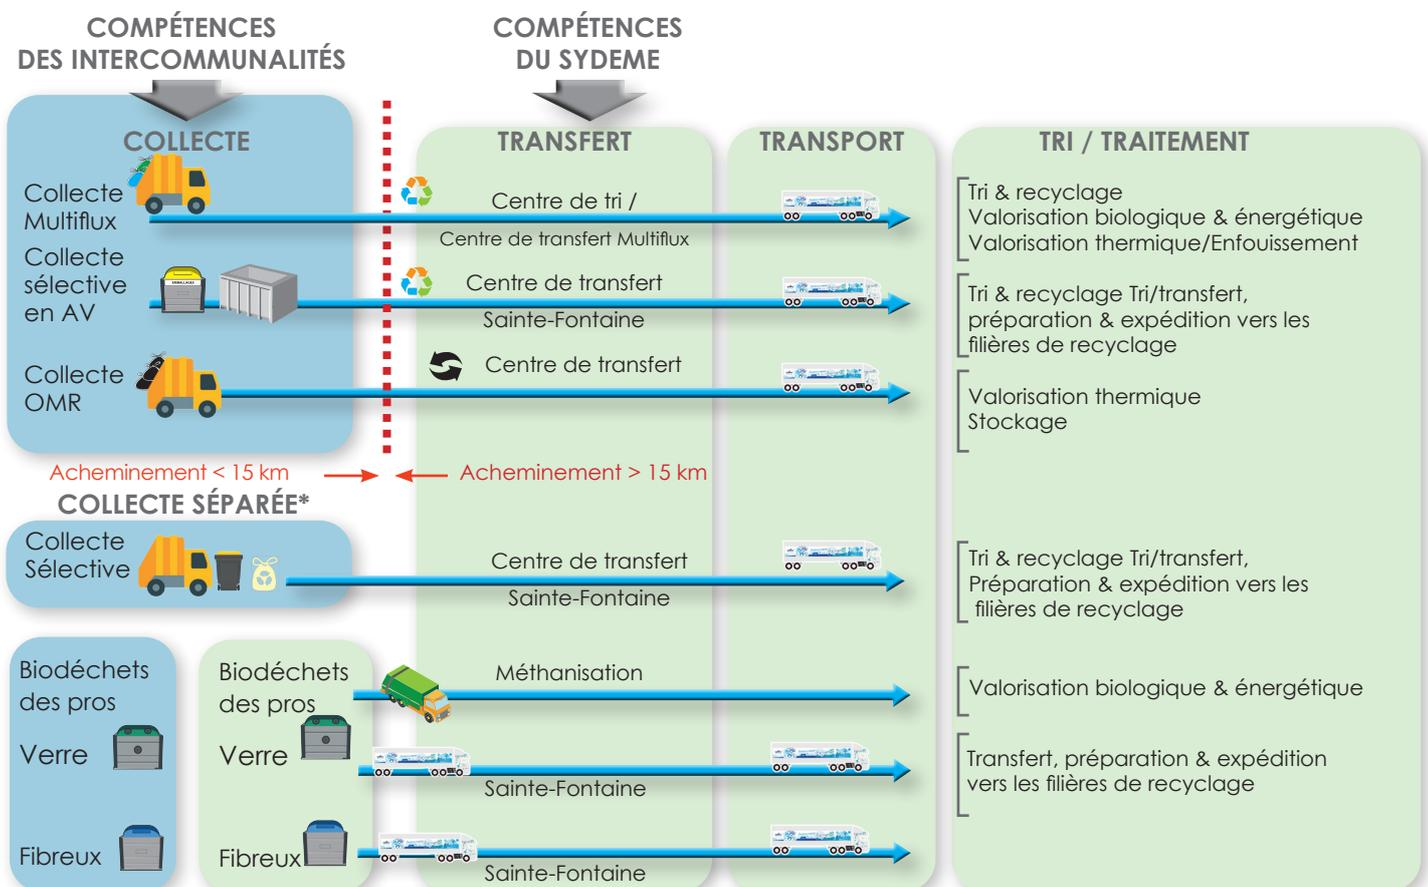 COMPÉTENCES
DES INTERCOMMUNALITÉS
COMPÉTENCES
DU SYDEME
COLLECTE
TRANSFERT
TRANSPORT
TRI / TRAITEMENT
Collecte
Multiflux
Centre de tri /
Centre de transfert Multiflux
Tri & recyclage
Valorisation biologique & énergétique
Valorisation thermique/Enfouissement
Collecte
sélective
en AV
EMBALLAGES
Centre de transfert
Sainte-Fontaine
Tri & recyclage Tri/transfert,
préparation & expédition vers les
filières de recyclage
Collecte
OMR
Centre de transfert
Valorisation thermique
Stockage
Acheminement < 15 km
Acheminement > 15 km
COLLECTE SÉPARÉE*
Collecte
Sélective
Centre de transfert
Sainte-Fontaine
Tri & recyclage Tri/transfert,
Préparation & expédition vers les
filières de recyclage
Biodéchets
des pros
Biodéchets
des pros
Méthanisation
Valorisation biologique & énergétique
Verre
Verre
Sainte-Fontaine
Transfert, préparation & expédition
vers les filières de recyclage
Fibreux
Fibreux
Sainte-Fontaine